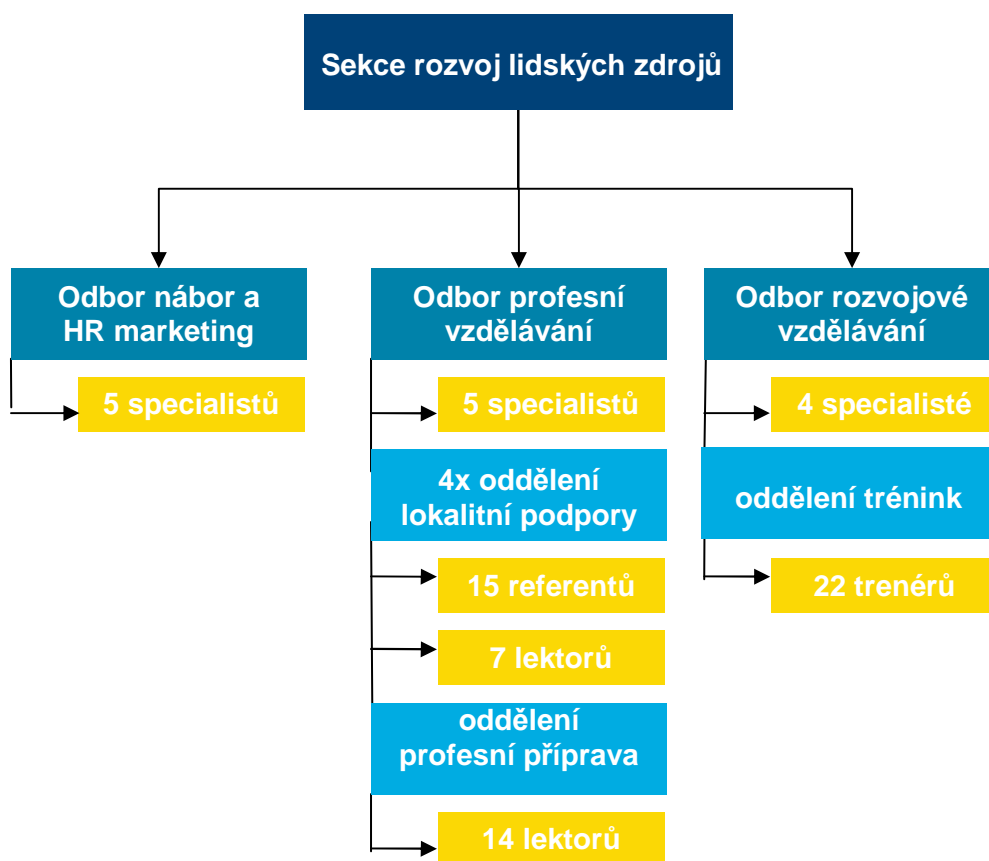 Sekce rozvoj lidských zdrojů
Odbor nábor a
HR marketing
5 specialistů
Odbor profesní
vzdělávání
5 specialistů
4x oddělení
lokalitní podpory
15 referentů
7 lektorů
oddělení
profesní příprava
14 lektorů
Odbor rozvojové
vzdělávání
4 specialisté
oddělení trénink
22 trenérů